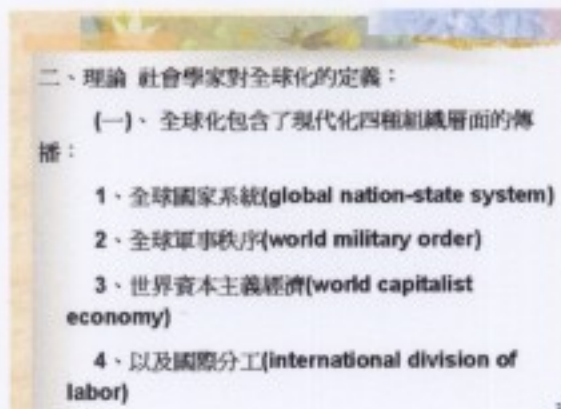 二、理論 社會學家對全球化的定義：
(一)、 全球化包含了現代化四種組織層面的傳
播：
1、全球國家系統(global nation-state system)
2、全球軍事秩序(world military order)
3、世界資本主義經濟(world capitalist
economy)
4、以及國際分工(international division of
labor)